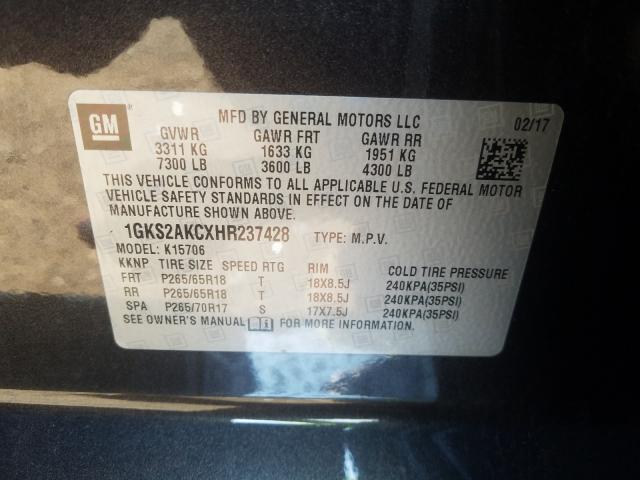 GM
®
MFD BY GENERAL MOTORS LLC 02/17
GVWR GAWR FRT GAWR RR
3311 KG 1633 KG 1951 KG
7300 LB 3600 LB 4300 LB
THIS VEHICLE CONFORMS TO ALL APPLICABLE U.S. FEDERAL MOTOR
VEHICLE SAFETY STANDARDS IN EFFECT ON THE DATE OF
MANUFACTURE SHOWN ABOVE.
1GKS2AKCXHR237428 TYPE: M.P.V.
MODEL: K15706
KKNP TIRE SIZE SPEED RTG RIM COLD TIRE PRESSURE
FRT P265/65R18 T 18X8.5J 240KPA(35PSI)
RR P265/65R18 T 18X8.5J 240KPA(35PSI)
SPA P265/70R17 S 17X7.5J 240KPA(35PSI)
SEE OWNER'S MANUAL FOR MORE INFORMATION.